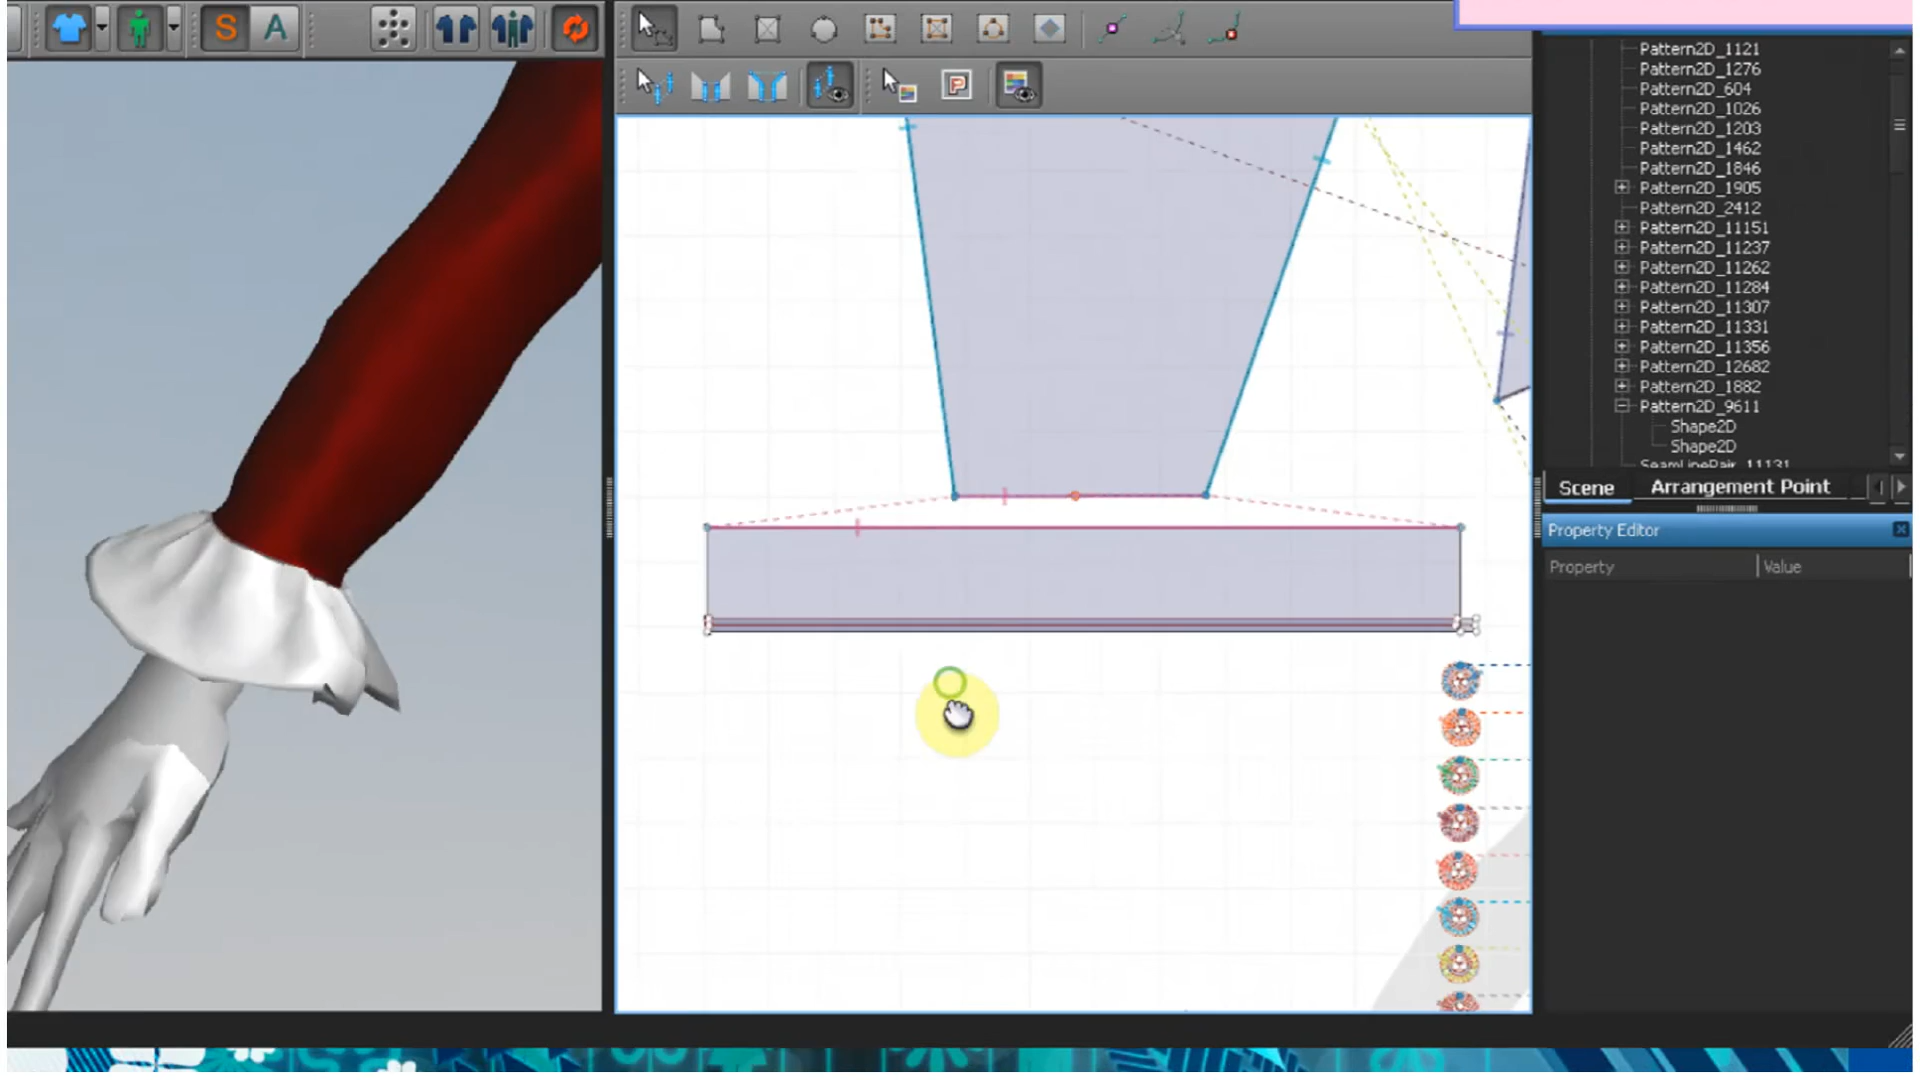 S A
P
Pattern2D_1121
Pattern2D_1276
Pattern2D_604
Pattern2D_1026
Pattern2D_1203
Pattern2D_1462
Pattern2D_1846
Pattern2D_1905
Pattern2D_2412
Pattern2D_11151
Pattern2D_11237
Pattern2D_11262
Pattern2D_11284
Pattern2D_11307
Pattern2D_11331
Pattern2D_11356
Pattern2D_12682
Pattern2D_1882
Pattern2D_9611
Shape2D
Shape2D
SeamLinePair_11131
Scene Arrangement Point
Property Editor
Property Value